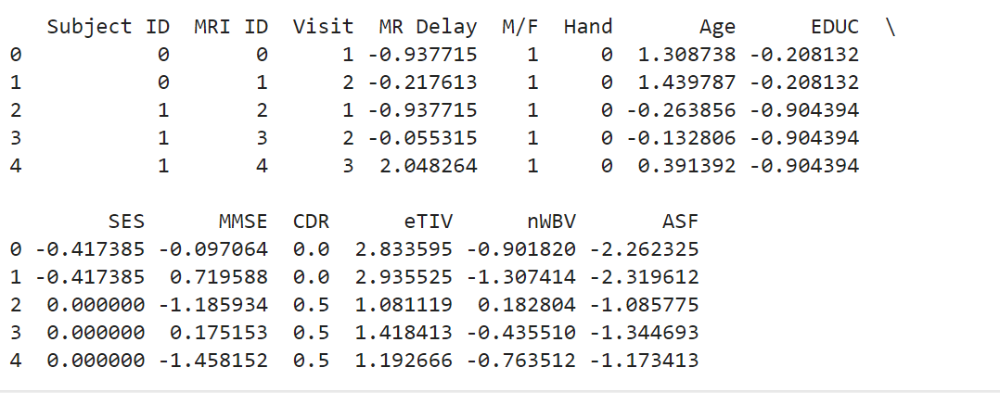 Subject ID  MRI ID  Visit  MR Delay  M/F  Hand       Age      EDUC  \
0           0       0      1 -0.937715    1     0  1.308738 -0.208132
1           0       1      2 -0.217613    1     0  1.439787 -0.208132
2           1       2      1 -0.937715    1     0 -0.263856 -0.904394
3           1       3      2 -0.055315    1     0 -0.132806 -0.904394
4           1       4      3  2.048264    1     0  0.391392 -0.904394

        SES      MMSE  CDR      eTIV      nWBV       ASF
0 -0.417385 -0.097064  0.0  2.833595 -0.901820 -2.262325
1 -0.417385  0.719588  0.0  2.935525 -1.307414 -2.319612
2  0.000000 -1.185934  0.5  1.081119  0.182804 -1.085775
3  0.000000  0.175153  0.5  1.418413 -0.435510 -1.344693
4  0.000000 -1.458152  0.5  1.192666 -0.763512 -1.173413